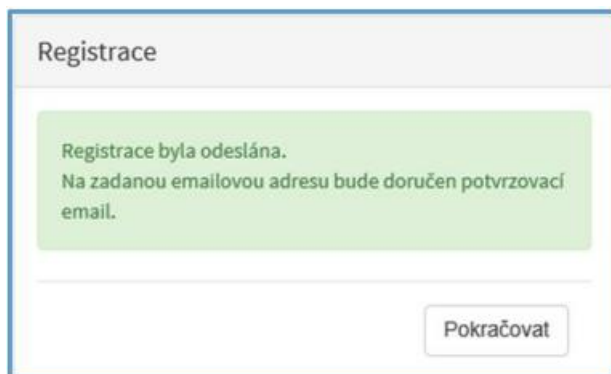 Registrace
Registrace byla odeslána.
Na zadanou emailovou adresu bude doručen potvrzovací
email.
Pokračovat